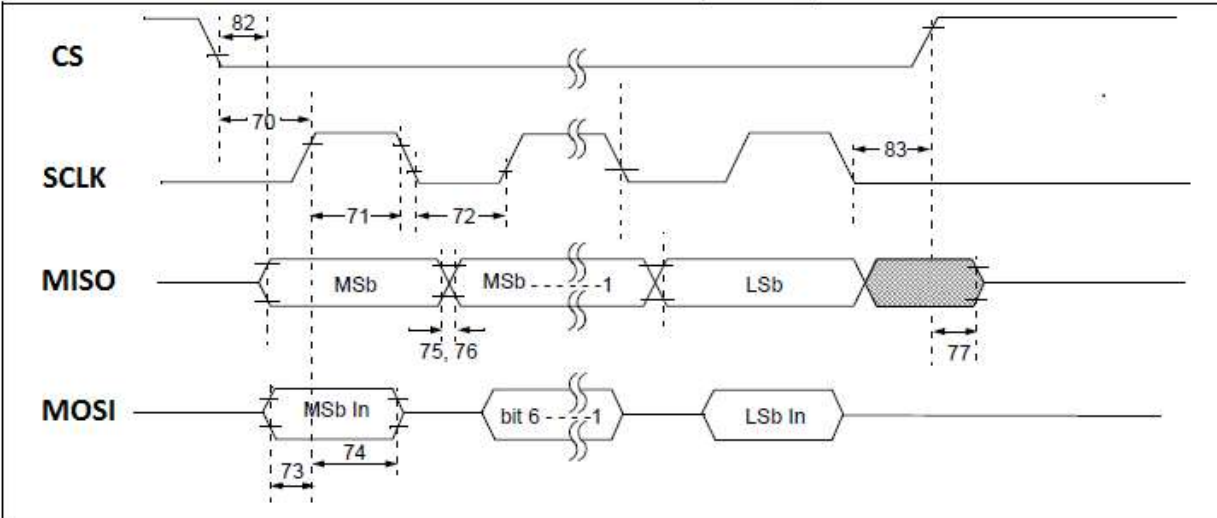 82
CS
70
83
SCLK
71
72
MISO
MSb
MSb - - - - - -1
LSb
75, 76
77
MOSI
MSb In
bit 6 - - - - -1
LSb In
74
73